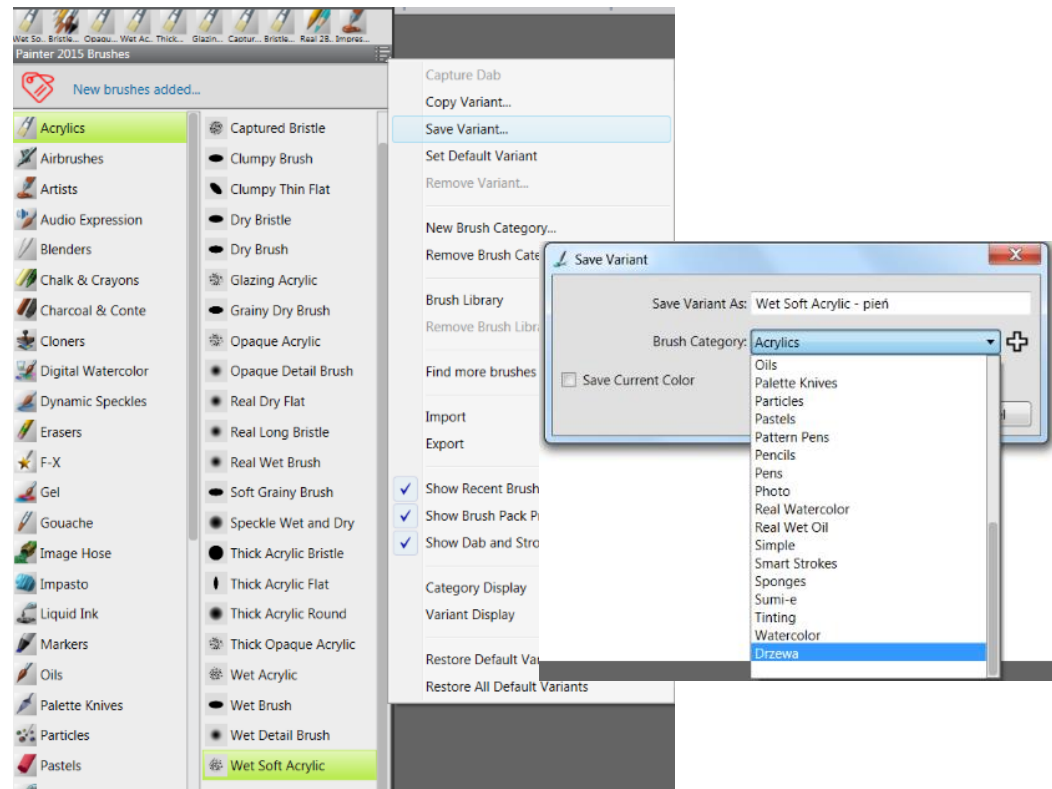 Wet So.. Bristle... Opaqu... Wet Ac.. Thick... Glazin... Captur... Bristle... Real 2B.. Impres...
Painter 2015 Brushes
New brushes added...
Acrylics
Airbrushes
Artists
Audio Expression
Blenders
Chalk & Crayons
Charcoal & Conte
Cloners
Digital Watercolor
Dynamic Speckles
Erasers
F-X
Gel
Gouache
Image Hose
Impasto
Liquid Ink
Markers
Oils
Palette Knives
Particles
Pastels
Captured Bristle
Clumpy Brush
Clumpy Thin Flat
Dry Bristle
Dry Brush
Glazing Acrylic
Grainy Dry Brush
Opaque Acrylic
Opaque Detail Brush
Real Dry Flat
Real Long Bristle
Real Wet Brush
Soft Grainy Brush
Speckle Wet and Dry
Thick Acrylic Bristle
Thick Acrylic Flat
Thick Acrylic Round
Thick Opaque Acrylic
Wet Acrylic
Wet Brush
Wet Detail Brush
Wet Soft Acrylic
Capture Dab
Copy Variant...
Save Variant...
Set Default Variant
Remove Variant...
New Brush Category...
Remove Brush Cate
Brush Library
Remove Brush Libr
Find more brushes
Import
Export
Show Recent Brush
Show Brush Pack P
Show Dab and Stro
Category Display
Variant Display
Restore Default Va
Restore All Default Variants
Save Variant
Save Variant As: Wet Soft Acrylic - pień
Brush Category: Acrylics
Save Current Color
Oils
Palette Knives
Particles
Pastels
Pattern Pens
Pencils
Pens
Photo
Real Watercolor
Real Wet Oil
Simple
Smart Strokes
Sponges
Sumi-e
Tinting
Watercolor
Drzewa